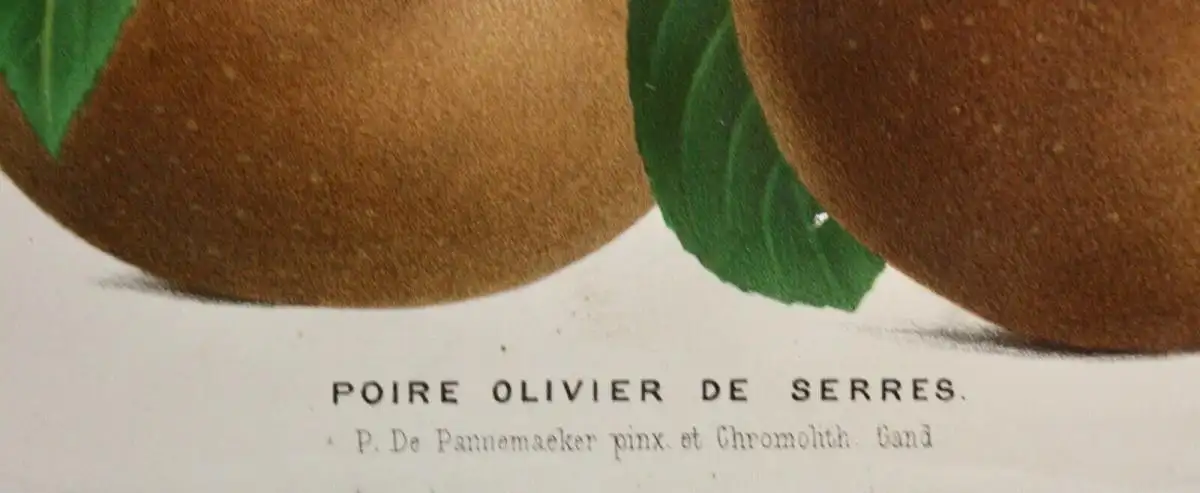 POIRE OLIVIER DE SERRES.
P. De Pannemaeker pinx. et Chromolith. Gand